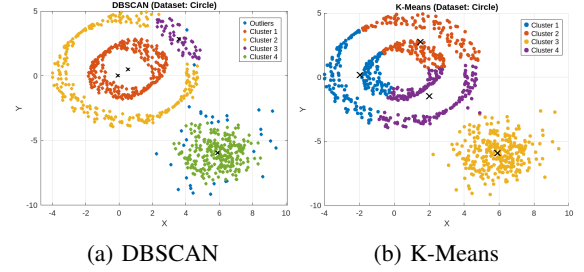 DBSCAN (Dataset: Circle)
5
0
-5
-10
Y
-4
-2
0
2
4
6
8
10
X
Outliers
Cluster 1
Cluster 2
Cluster 3
Cluster 4
(a) DBSCAN
K-Means (Dataset: Circle)
5
0
-5
-10
Y
-4
-2
0
2
4
6
8
10
X
Cluster 1
Cluster 2
Cluster 3
Cluster 4
(b) K-Means